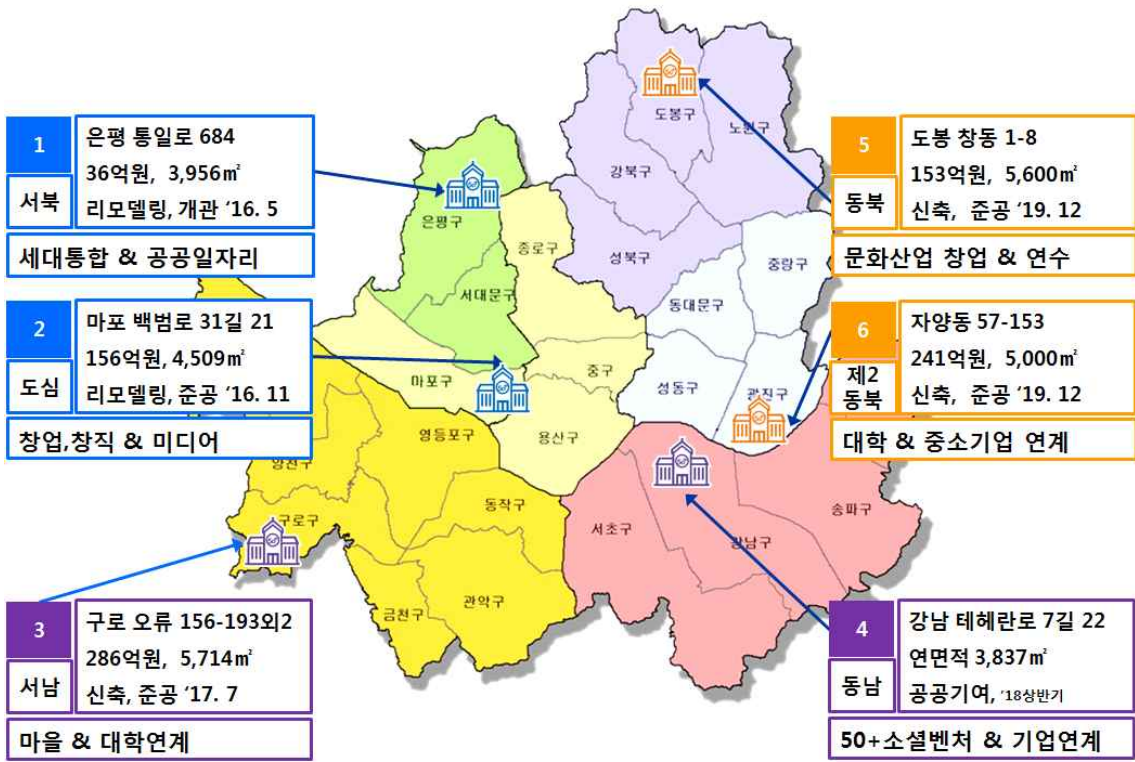 1
서북
은평 통일로 684
36억원, 3,956㎡
리모델링, 개관 '16. 5
세대통합 & 공공일자리
2
도심
마포 백범로 31길 21
156억원, 4,509㎡
리모델링, 준공 '16. 11
창업,창직 & 미디어
3
서남
구로 오류 156-193외2
286억원, 5,714㎡
신축, 준공 '17. 7
마을 & 대학연계
5
동북
도봉 창동 1-8
153억원, 5,600㎡
신축, 준공 '19. 12
문화산업 창업 & 연수
6
제2
동북
자양동 57-153
241억원, 5,000㎡
신축, 준공 '19. 12
대학 & 중소기업 연계
4
동남
강남 테헤란로 7길 22
연면적 3,837㎡
공공기여, '18상반기
50+소셜벤처 & 기업연계
도봉구
노원구
강북구
은평구
종로구
성북구
중랑구
서대문구
동대문구
마포구
중구
성동구
광진구
영등포구
용산구
양천구
동작구
구로구
서초구
강남구
송파구
금천구
관악구